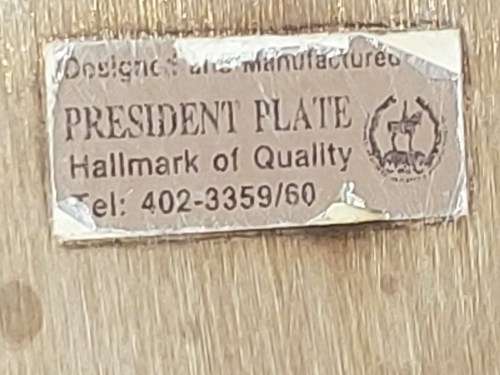 Designed and Manufactured
PRESIDENT PLATE
Hallmark of Quality
Tel: 402-3359/60